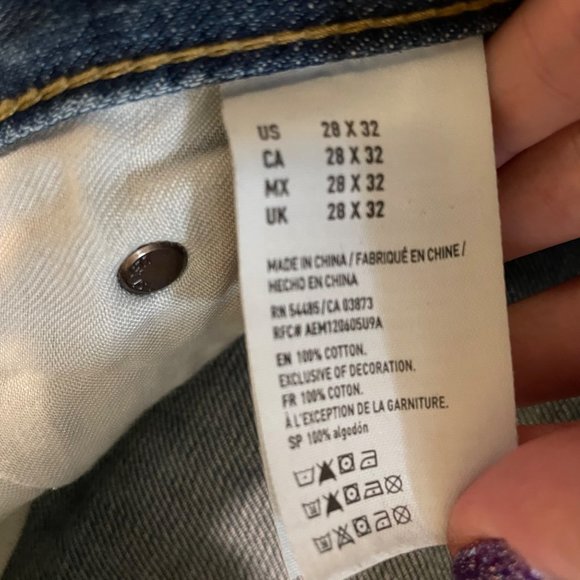 US 28 X 32
CA 28 X 32
MX 28 X 32
UK 28 X 32
MADE IN CHINA / FABRIQUÉ EN CHINE /
HECHO EN CHINA
RN 54485/CA 03873
RFC# AEM120605U9A
EN 100% COTTON.
EXCLUSIVE OF DECORATION.
FR 100% COTON.
À L'EXCEPTION DE LA GARNITURE.
SP 100% algodón